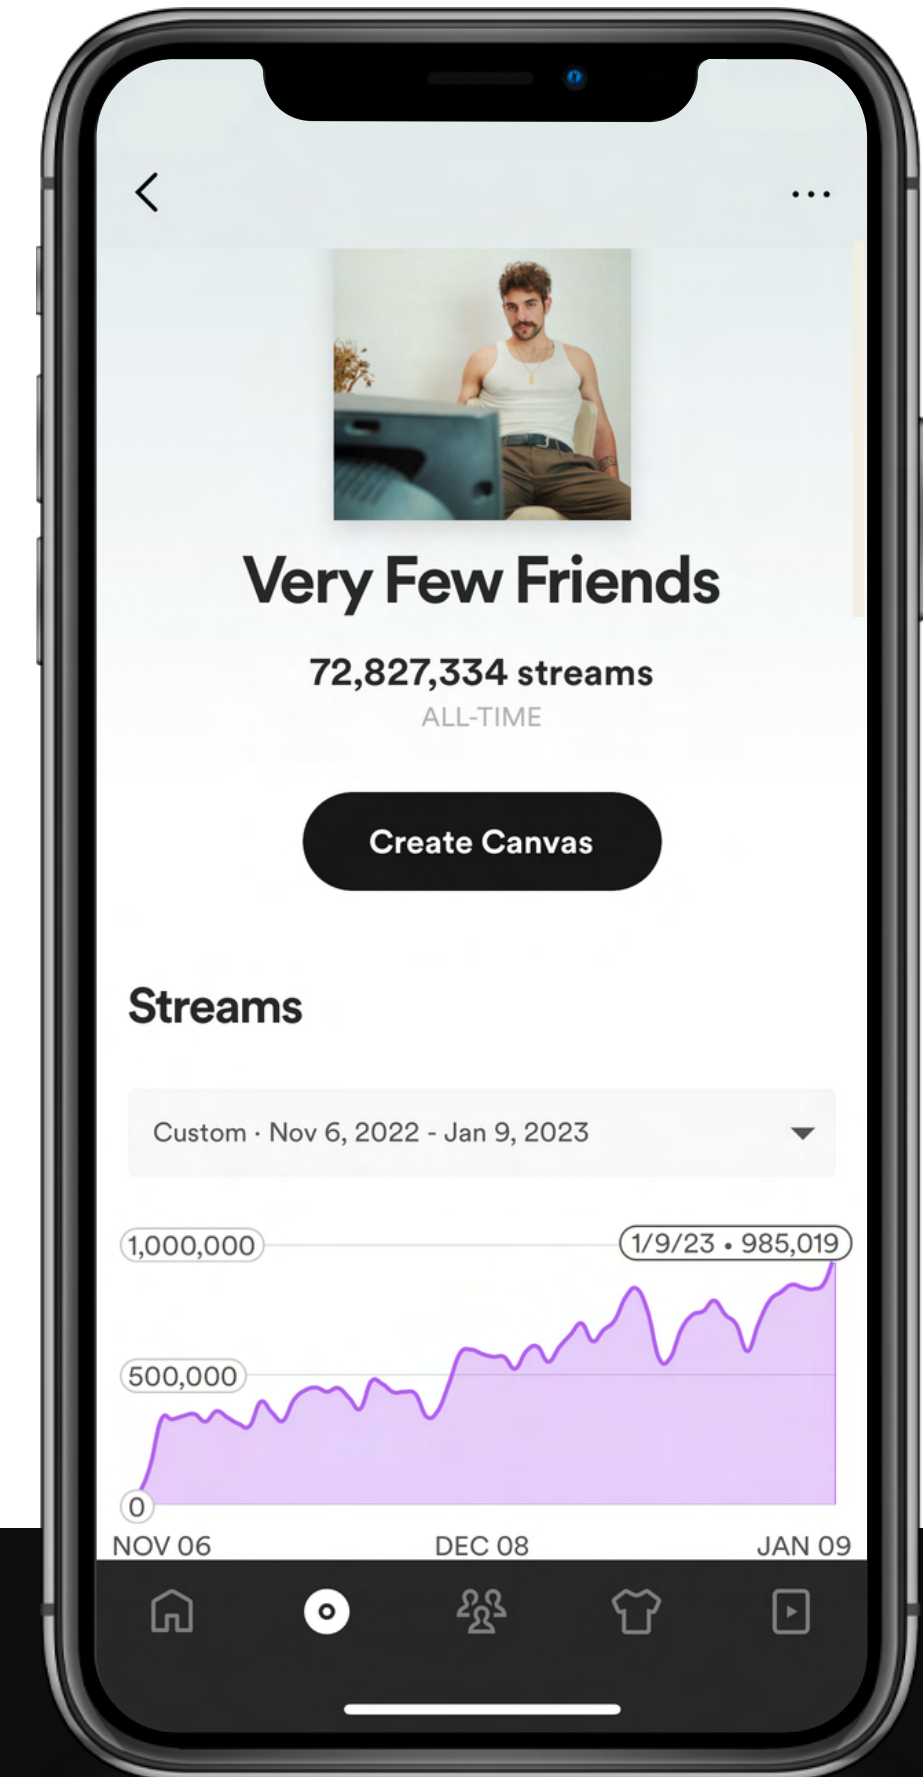 Very Few Friends
72,827,334 streams
ALL-TIME
Create Canvas
Streams
Custom · Nov 6, 2022 - Jan 9, 2023
1,000,000
1/9/23 • 985,019
500,000
0
NOV 06 DEC 08 JAN 09